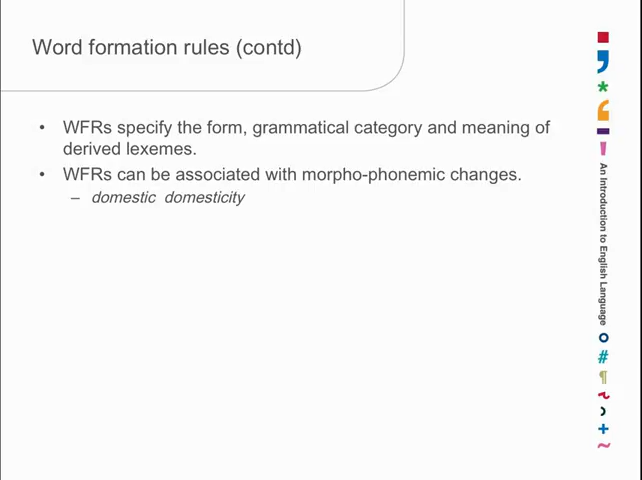 Word formation rules (contd)
• WFRs specify the form, grammatical category and meaning of
derived lexemes.
• WFRs can be associated with morpho-phonemic changes.
– domestic  domesticity
An Introduction to English Language